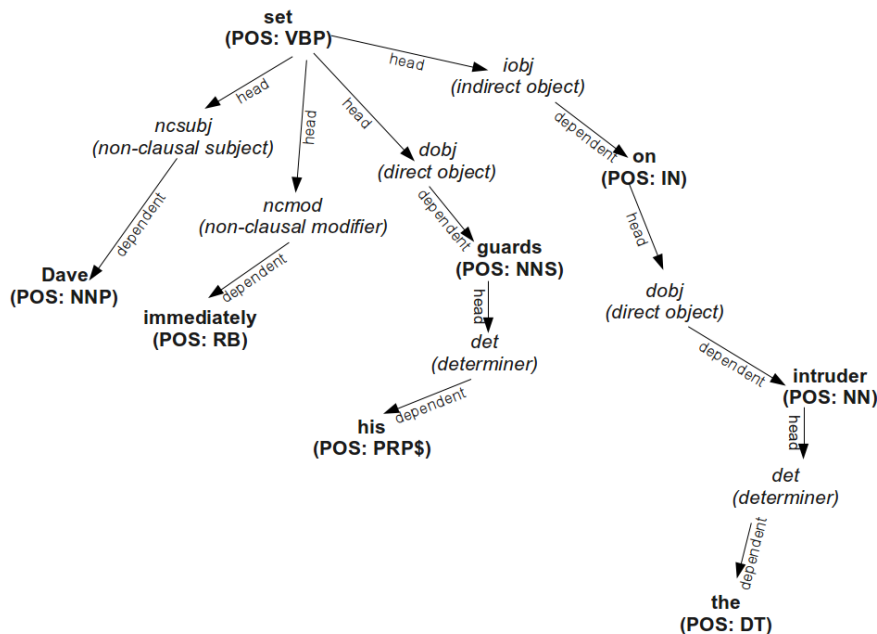 set
(POS: VBP)
head
iobj
(indirect object)
head
head
head
dependent
ncsubj
(non-clausal subject)
dobj
(direct object)
on
(POS: IN)
ncmod
(non-clausal modifier)
dependent
dependent
head
guards
(POS: NNS)
Dave
(POS: NNP)
dependent
immediately
(POS: RB)
head
dobj
(direct object)
det
(determiner)
dependent
intruder
(POS: NN)
dependent
his
(POS: PRP$)
head
det
(determiner)
dependent
the
(POS: DT)